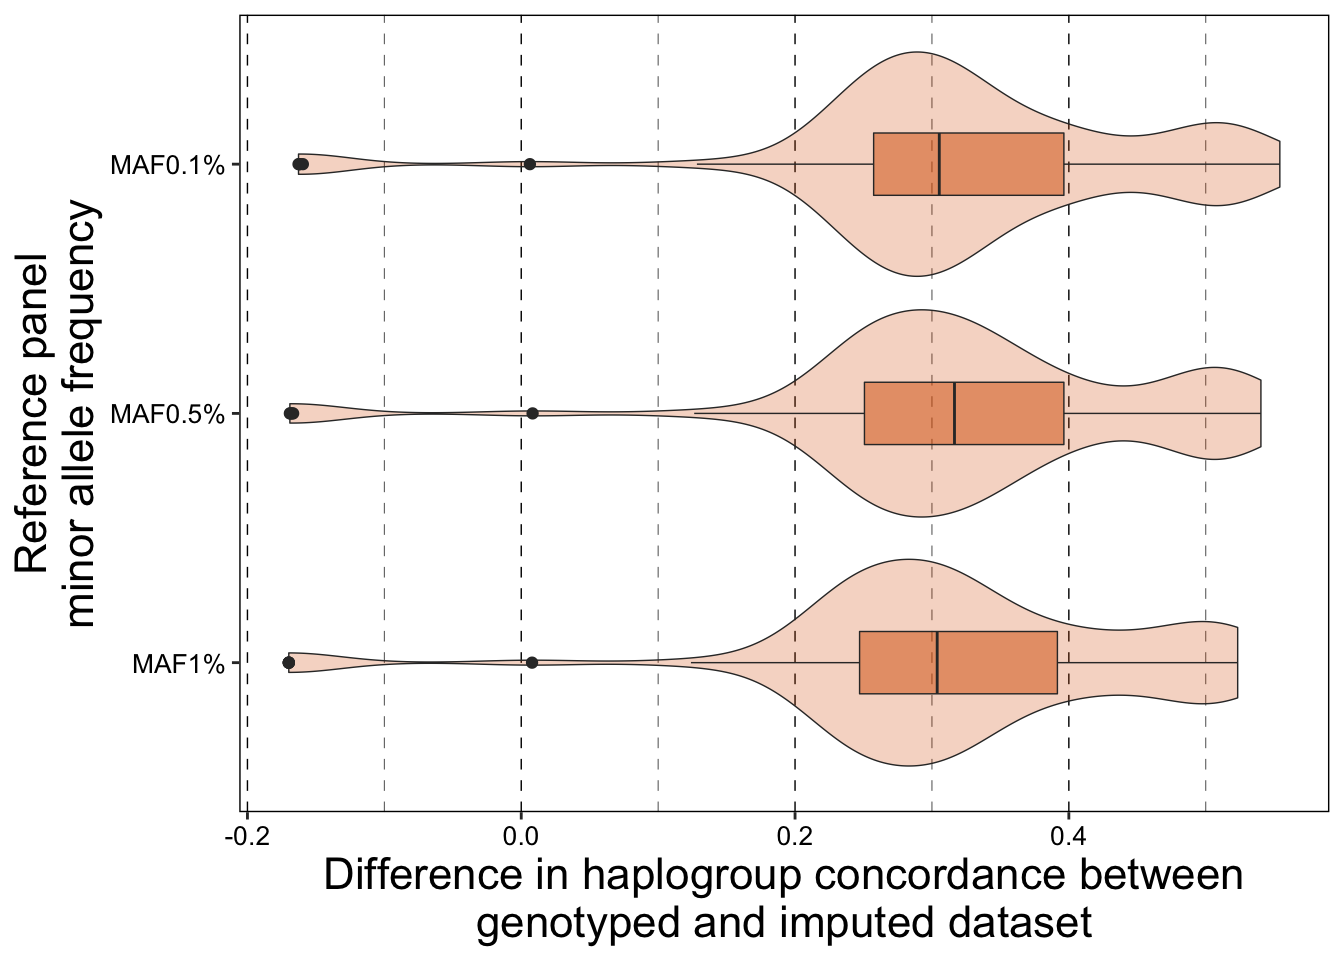 Reference panel
minor allele frequency
MAF0.1%
MAF0.5%
MAF1%
-0.2
0.0
0.2
0.4
Difference in haplogroup concordance between
genotyped and imputed dataset